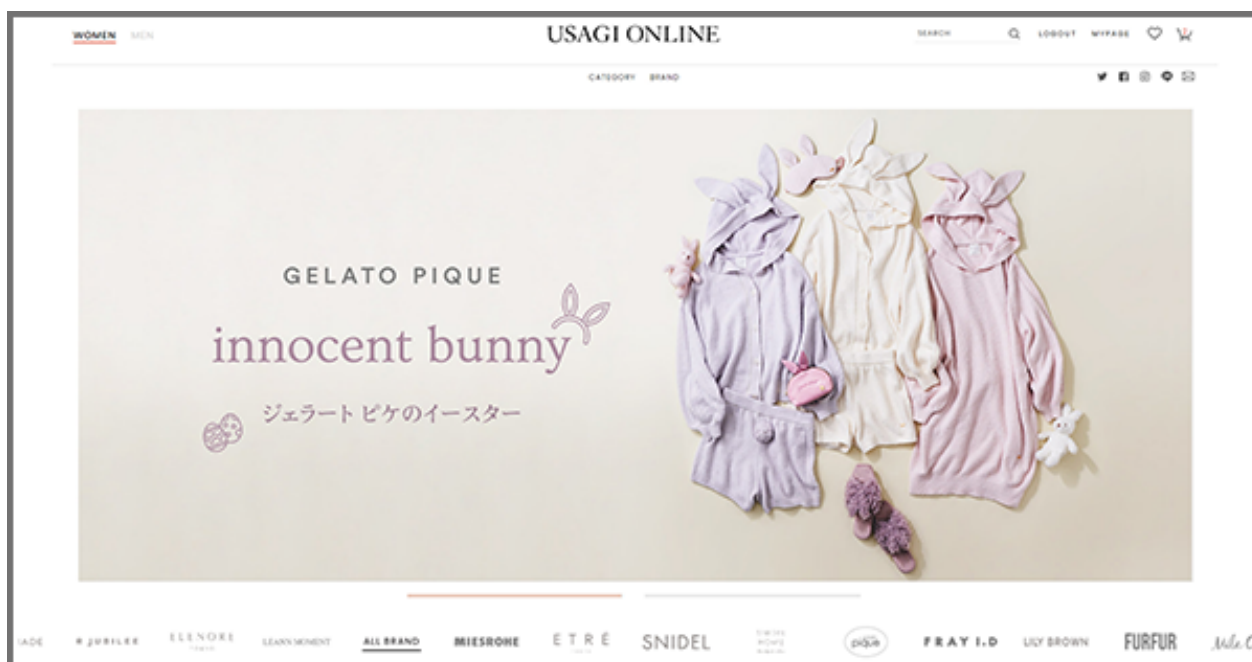 WOMEN MEN
USAGI ONLINE
SEARCH
LOGOUT MYPAGE
CATEGORY BRAND
GELATO PIQUE
innocent bunny
ジェラート ピケのイースター
R JUBILEE
ELENORE
LEANN MOMENT
ALL BRAND
MIESROHE
ETRÉ
SNIDEL
pique
FRAY I.D
LILY BROWN
FURFUR